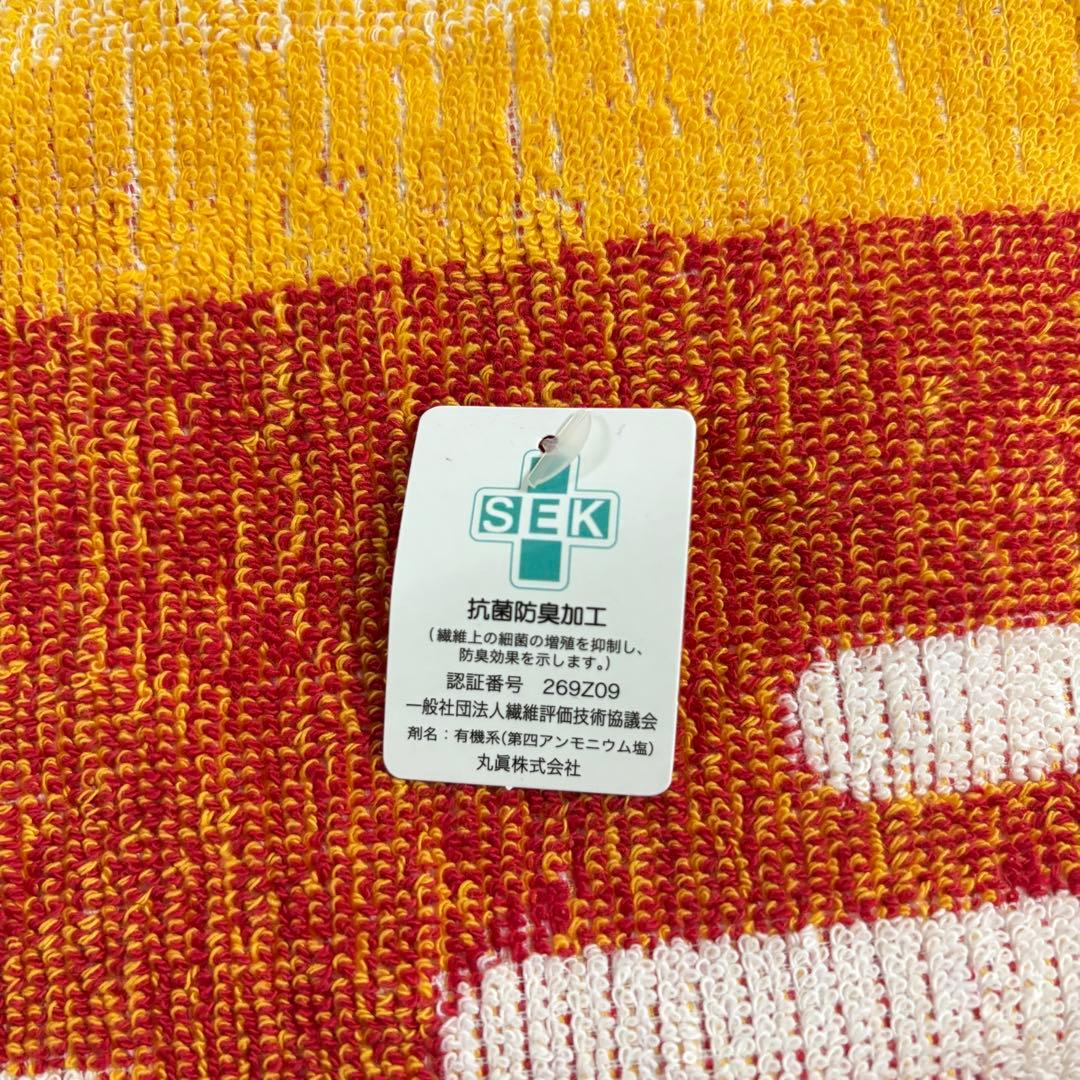 SEK
抗菌防臭加工
(繊維上の細菌の増殖を抑制し、
防臭効果を示します。)
認証番号 269Z09
一般社団法人繊維評価技術協議会
剤名：有機系(第四アンモニウム塩)
丸眞株式会社